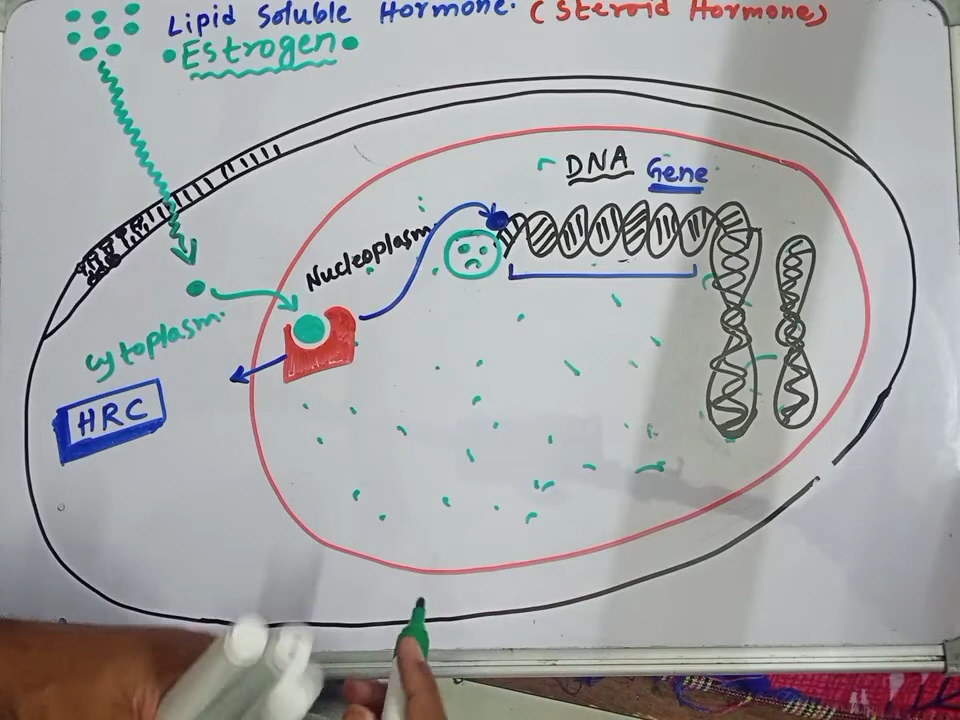 Lipid Soluble Hormone. (Steroid Hormone)
• Estrogen •
DNA Gene
Nucleoplasm
Cytoplasm.
HRC